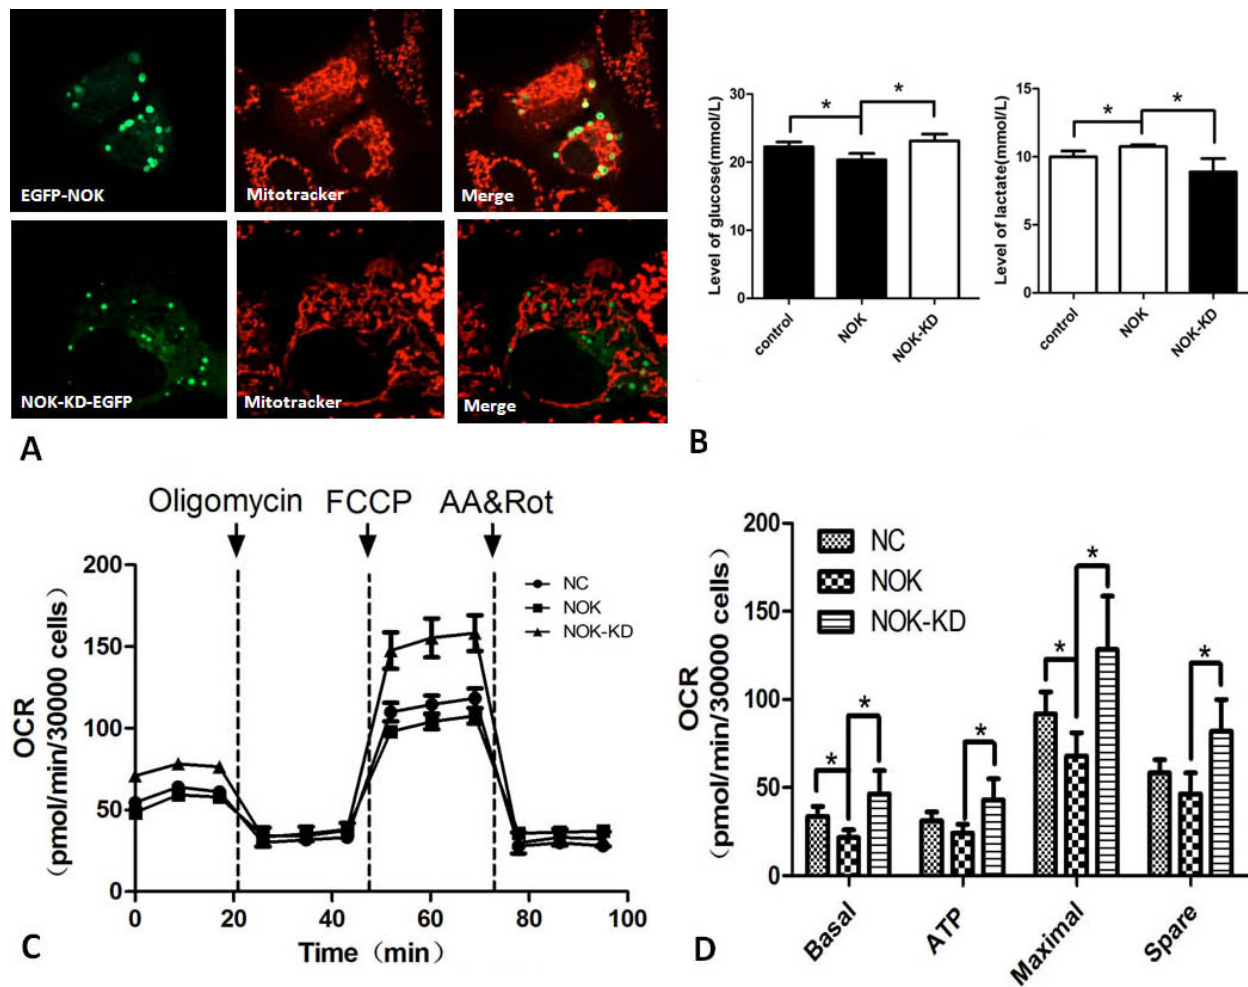 EGFP-NOK
Mitotracker
Merge
NOK-KD-EGFP
Mitotracker
Merge
A
Level of glucose(mmol/L)
30
20
10
0
*
*
control
NOK
NOK-KD
Level of lactate(mmol/L)
15
10
5
0
*
*
control
NOK
NOK-KD
B
Oligomycin
FCCP
AA&Rot
OCR
（pmol/min/30000 cells）
200
150
100
50
0
NC
NOK
NOK-KD
0
20
40
60
80
100
Time（min）
C
OCR
（pmol/min/30000 cells）
200
150
100
50
0
NC
NOK
NOK-KD
*
*
*
*
*
*
Basal
ATP
Maximal
Spare
D